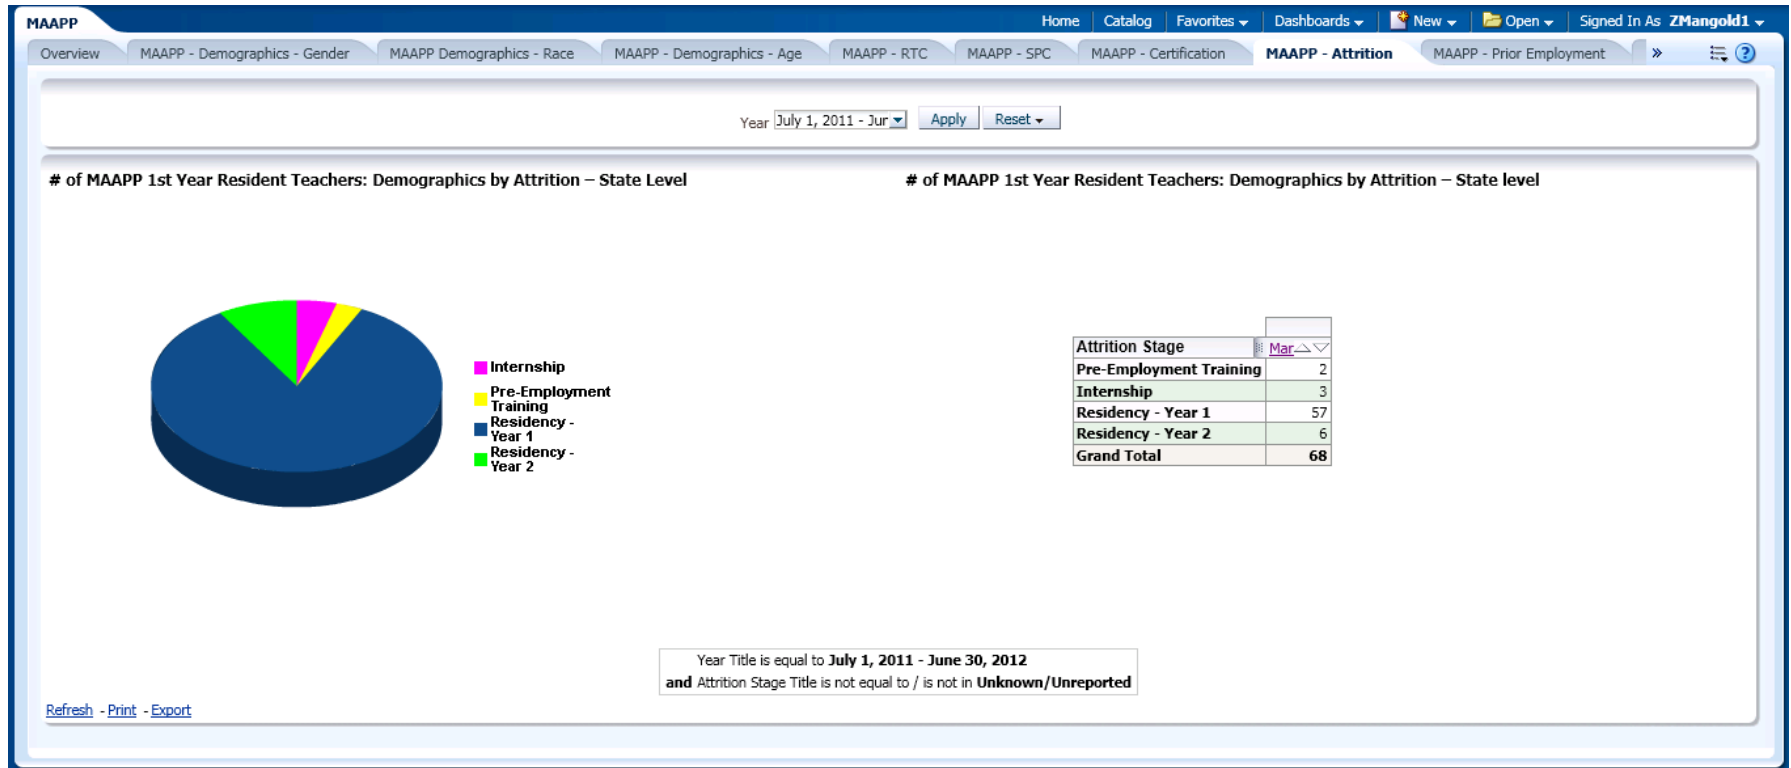 MAAPP
Home Catalog Favorites Dashboards New Open Signed In As ZMangold1
Overview MAAPP - Demographics - Gender MAAPP Demographics - Race MAAPP - Demographics - Age MAAPP - RTC MAAPP - SPC MAAPP - Certification MAAPP - Attrition MAAPP - Prior Employment »
Year July 1, 2011 - Jur Apply Reset
# of MAAPP 1st Year Resident Teachers: Demographics by Attrition – State Level
Internship
Pre-Employment
Training
Residency -
Year 1
Residency -
Year 2
# of MAAPP 1st Year Resident Teachers: Demographics by Attrition – State level
Attrition Stage Mar
Pre-Employment Training 2
Internship 3
Residency - Year 1 57
Residency - Year 2 6
Grand Total 68
Year Title is equal to July 1, 2011 - June 30, 2012
and Attrition Stage Title is not equal to / is not in Unknown/Unreported
Refresh - Print - Export